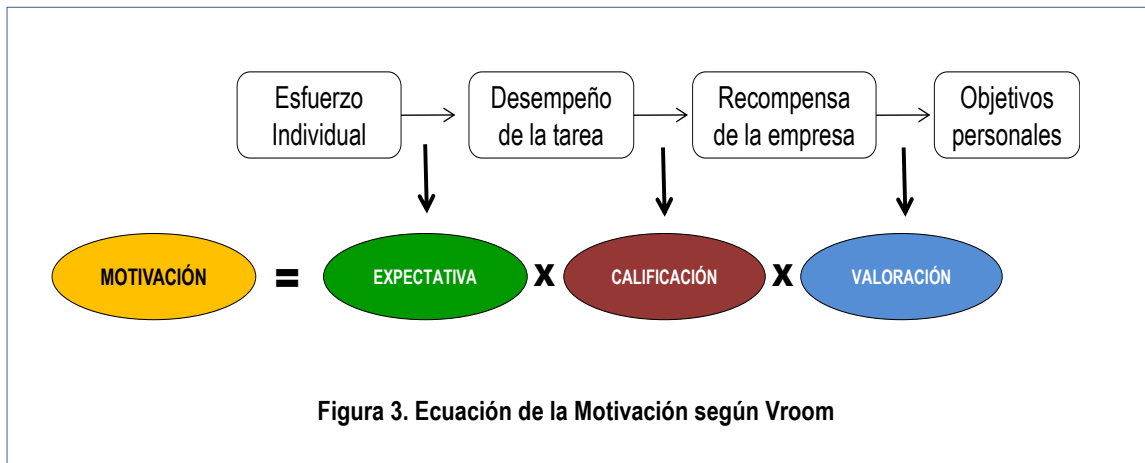 Esfuerzo
Individual
Desempeño
de la tarea
Recompensa
de la empresa
Objetivos
personales
MOTIVACIÓN = EXPECTATIVA X CALIFICACIÓN X VALORACIÓN
Figura 3. Ecuación de la Motivación según Vroom